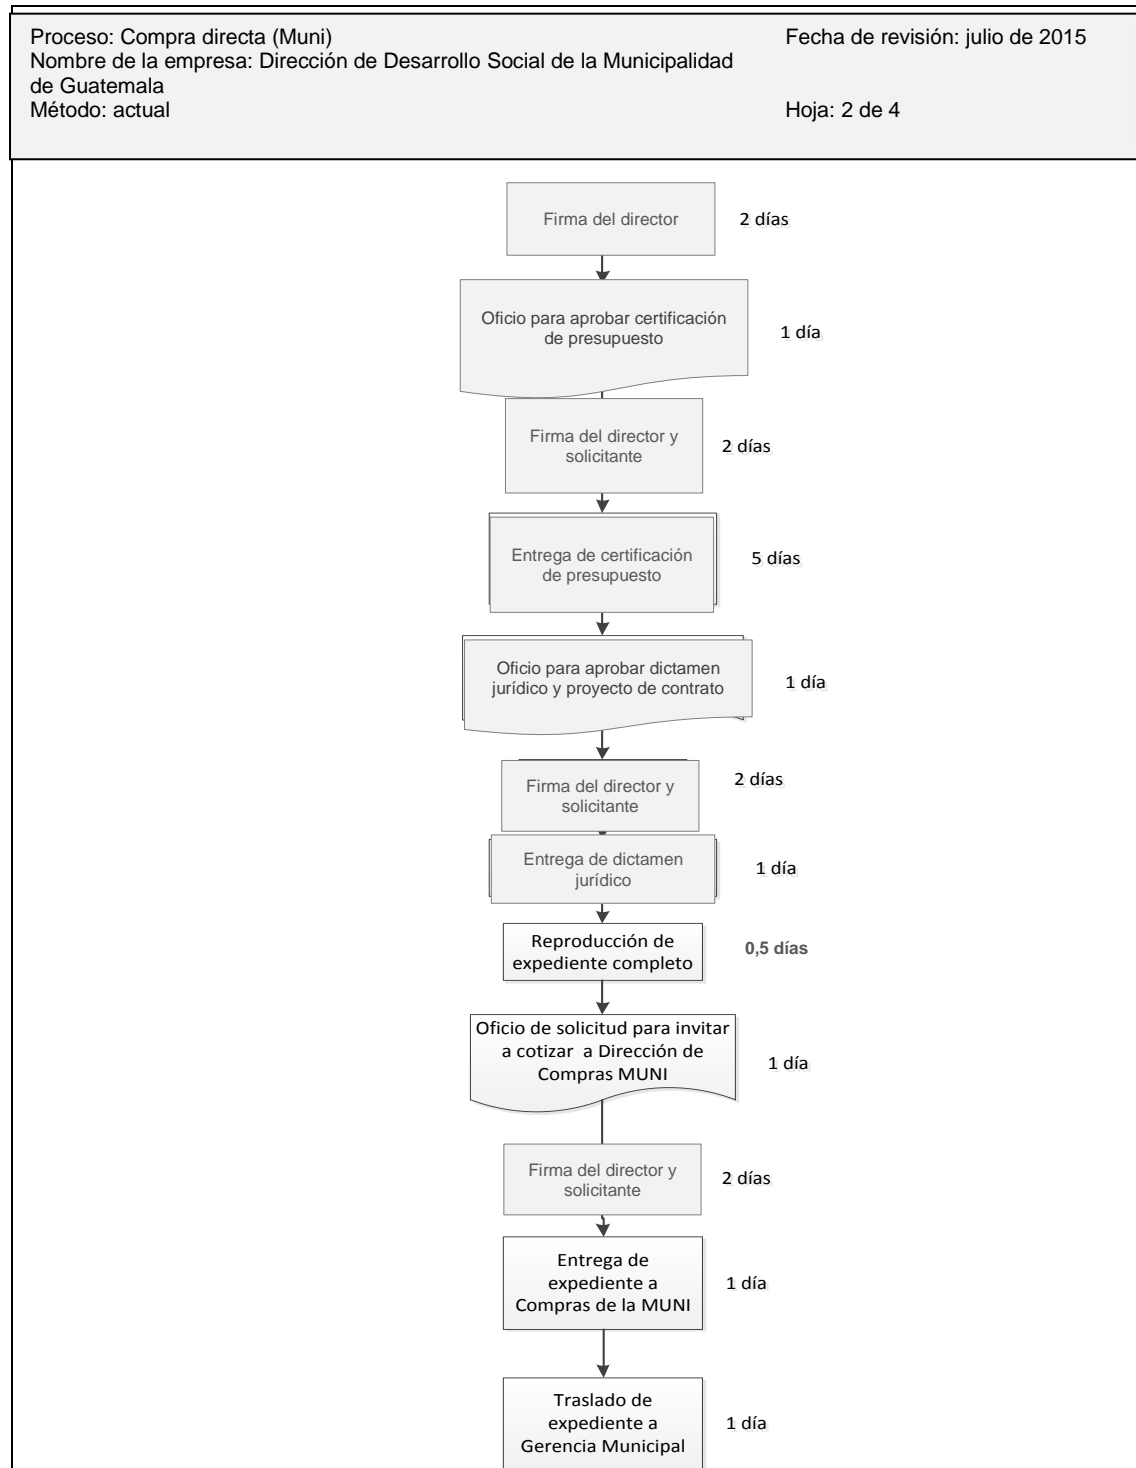 Proceso: Compra directa (Muni)
Fecha de revisión: julio de 2015
Nombre de la empresa: Dirección de Desarrollo Social de la Municipalidad
de Guatemala
Método: actual
Hoja: 2 de 4
Firma del director
2 días
Oficio para aprobar certificación
de presupuesto
1 día
Firma del director y
solicitante
2 días
Entrega de certificación
de presupuesto
5 días
Oficio para aprobar dictamen
jurídico y proyecto de contrato
1 día
Firma del director y
solicitante
2 días
Entrega de dictamen
jurídico
1 día
Reproducción de
expediente completo
0,5 días
Oficio de solicitud para invitar
a cotizar a Dirección de
Compras MUNI
1 día
Firma del director y
solicitante
2 días
Entrega de
expediente a
Compras de la MUNI
1 día
Traslado de
expediente a
Gerencia Municipal
1 día